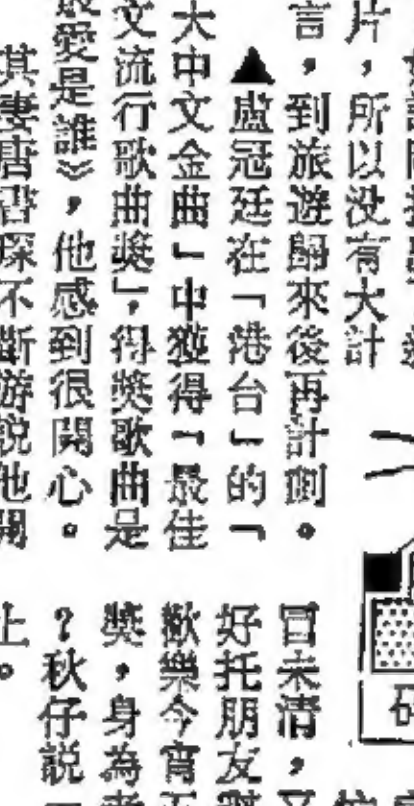 片，所以没有大計
言，到旅遊歸來後再計劃。
▲盧冠廷在「港台」的「
大中文金曲」中獲得「最佳
文流行歌曲獎」，得獎歌曲是
最愛是誰》，他感到很開心。
其妻唐書琛不斷游說他開
冒未清，
好托朋友
歡樂今宵
獎，身為
？秋仔説
上。